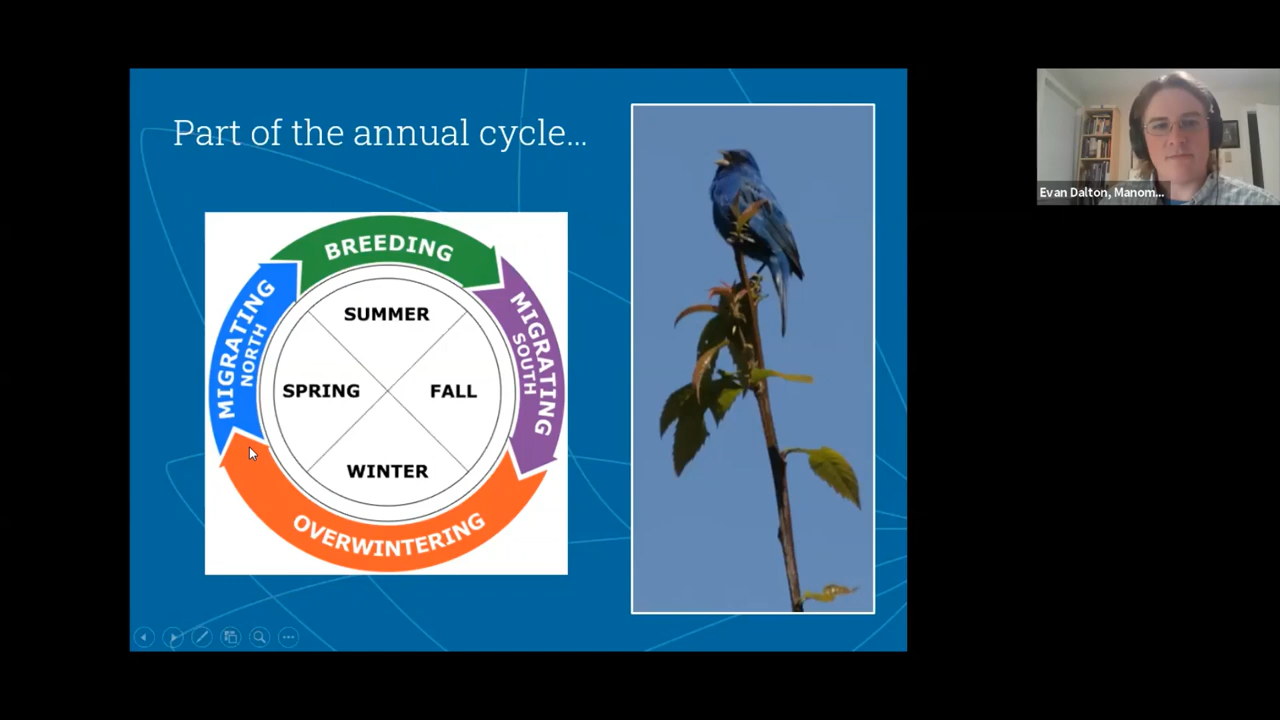 Part of the annual cycle...
BREEDING
MIGRATING
NORTH
MIGRATING
SOUTH
SUMMER
SPRING
FALL
WINTER
OVERWINTERING
Evan Dalton, Manom...